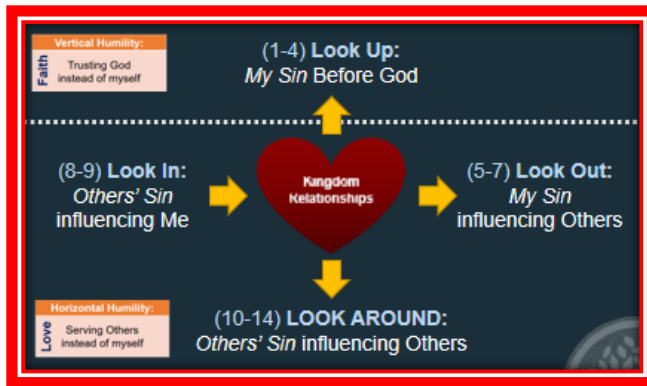 Vertical Humility:
Faith
Trusting God
instead of myself
(1-4) Look Up:
My Sin Before God
(8-9) Look In:
Others' Sin
influencing Me
Kingdom
Relationships
(5-7) Look Out:
My Sin
influencing Others
Horizontal Humility:
Love
Serving Others
instead of myself
(10-14) LOOK AROUND:
Others' Sin influencing Others